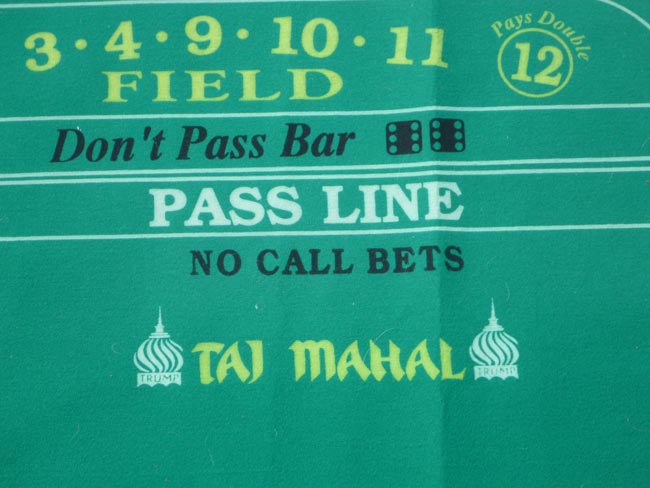 3 • 4 • 9 • 10 • 11
Pays Double
12
FIELD
Don't Pass Bar
PASS LINE
NO CALL BETS
TRUMP TAJ MAHAL TRUMP